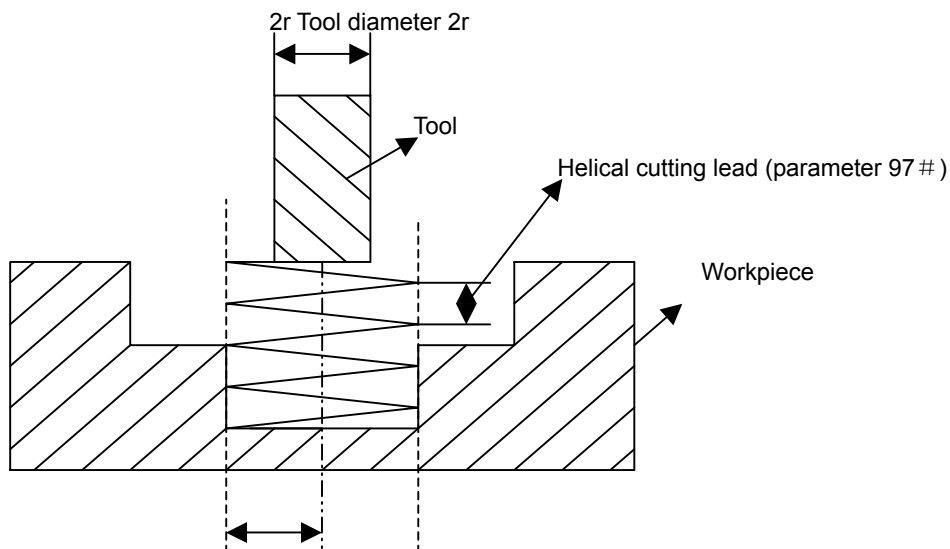 2r Tool diameter 2r
Tool
Helical cutting lead (parameter 97＃)
Workpiece